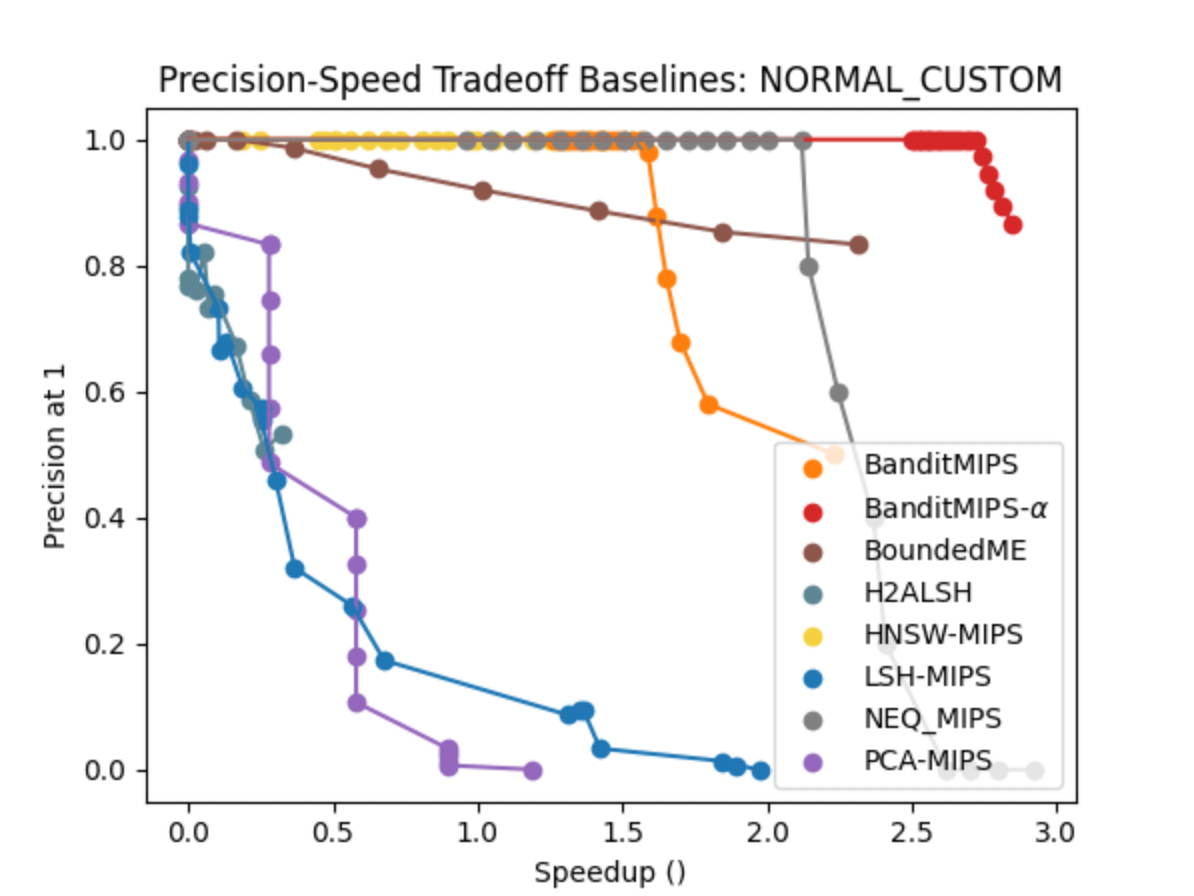 Precision-Speed Tradeoff Baselines: NORMAL_CUSTOM
Precision at 1
1.0
0.8
0.6
0.4
0.2
0.0
BanditMIPS
BanditMIPS-α
BoundedME
H2ALSH
HNSW-MIPS
LSH-MIPS
NEQ_MIPS
PCA-MIPS
0.0 0.5 1.0 1.5 2.0 2.5 3.0
Speedup ()